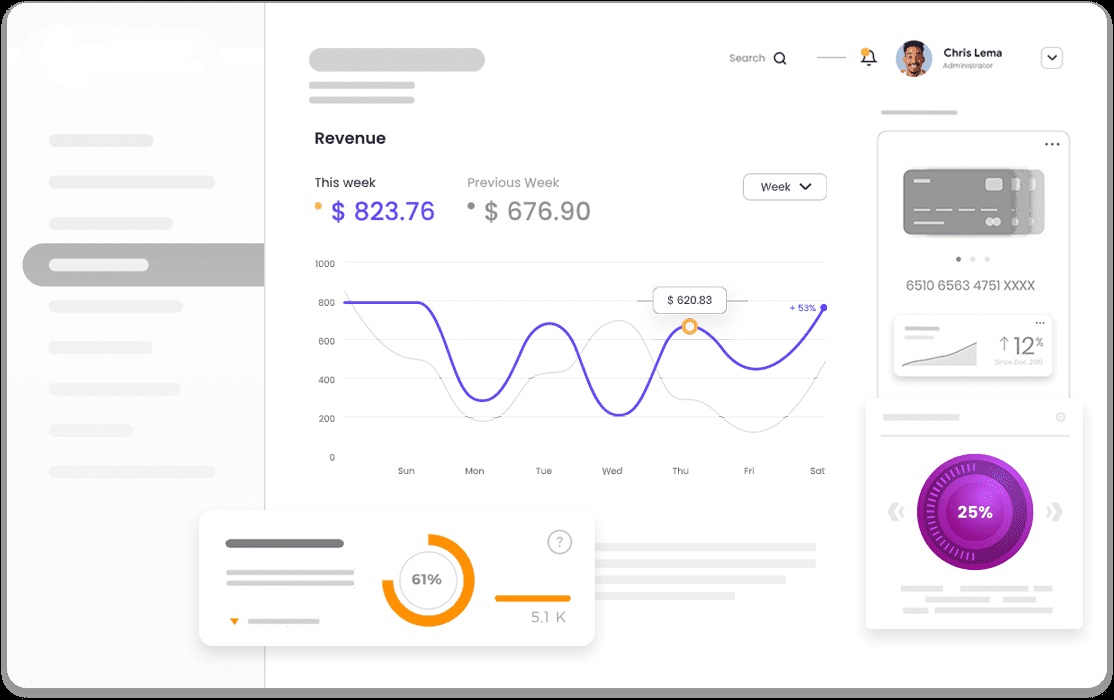 Search
Chris Lema
Administrator
Revenue
This week
Previous Week
$ 823.76
$ 676.90
Week
1000
800
600
400
200
0
$ 620.83
+ 53%
Sun
Mon
Tue
Wed
Thu
Fri
Sat
6510 6563 4751 XXXX
↑12%
Since Dec, 2019
25%
61%
?
5.1 K